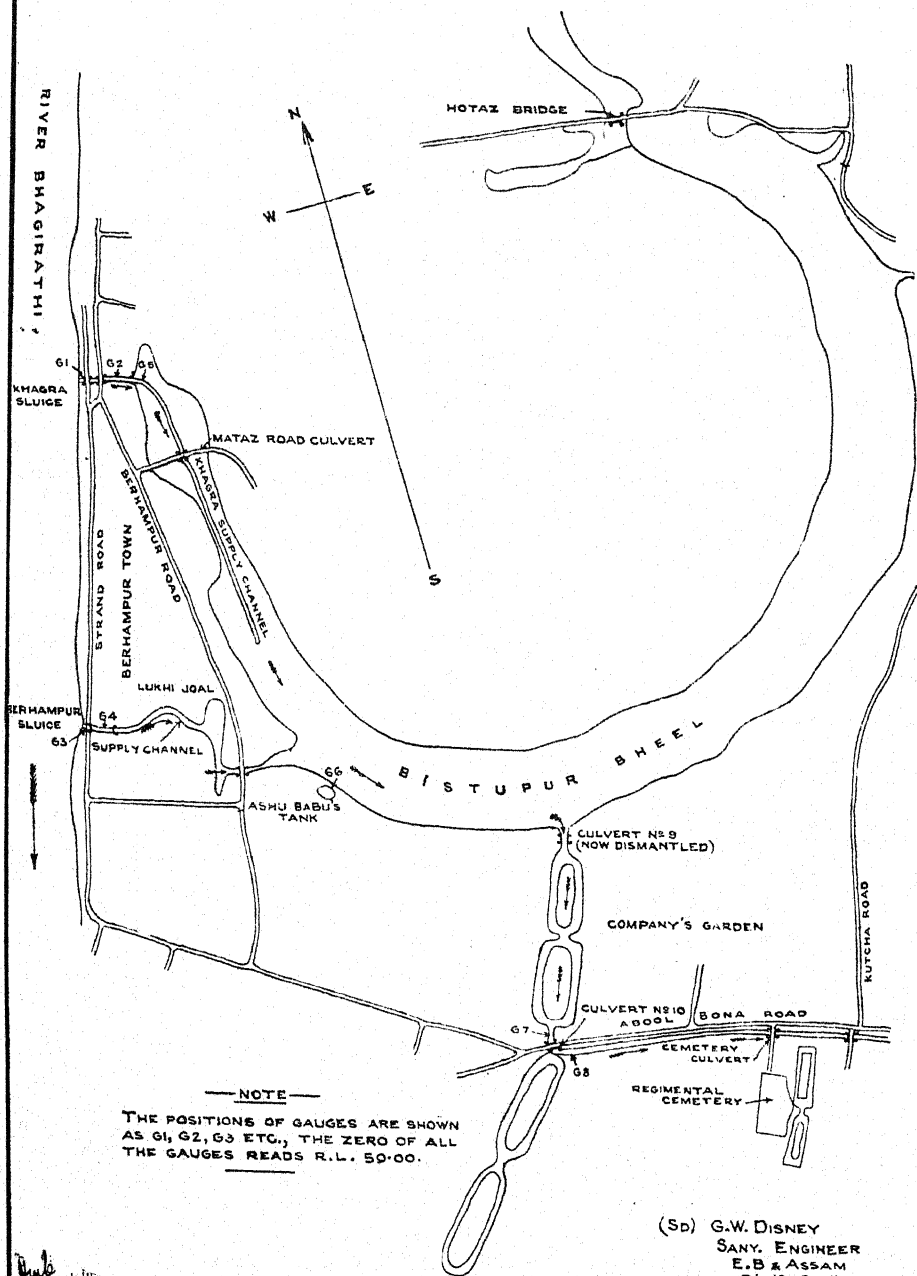 HOTAZ BRIDGE
RIVER BHAGIRATHI
N
W
E
S
G1
G2
G5
KHAGRA
SLUICE
MATAZ ROAD CULVERT
KHAGRA SUPPLY CHANNEL
BERHAMPUR ROAD
STRAND ROAD
BERHAMPUR TOWN
LUKHI JOAL
BERHAMPUR
SLUICE
G4
G3
SUPPLY CHANNEL
BISTUPUR BHEEL
G6
ASHU BABU'S
TANK
CULVERT Nº 9
(NOW DISMANTLED)
COMPANY'S GARDEN
KUTCHA ROAD
CULVERT Nº 10
ABOOL BONA ROAD
G7
G8
CEMETERY
CULVERT
REGIMENTAL
CEMETERY
NOTE
THE POSITIONS OF GAUGES ARE SHOWN
AS G1, G2, G3 ETC., THE ZERO OF ALL
THE GAUGES READS R.L. 50·00.
(SD) G.W. DISNEY
SANY. ENGINEER
E.B & ASSAM